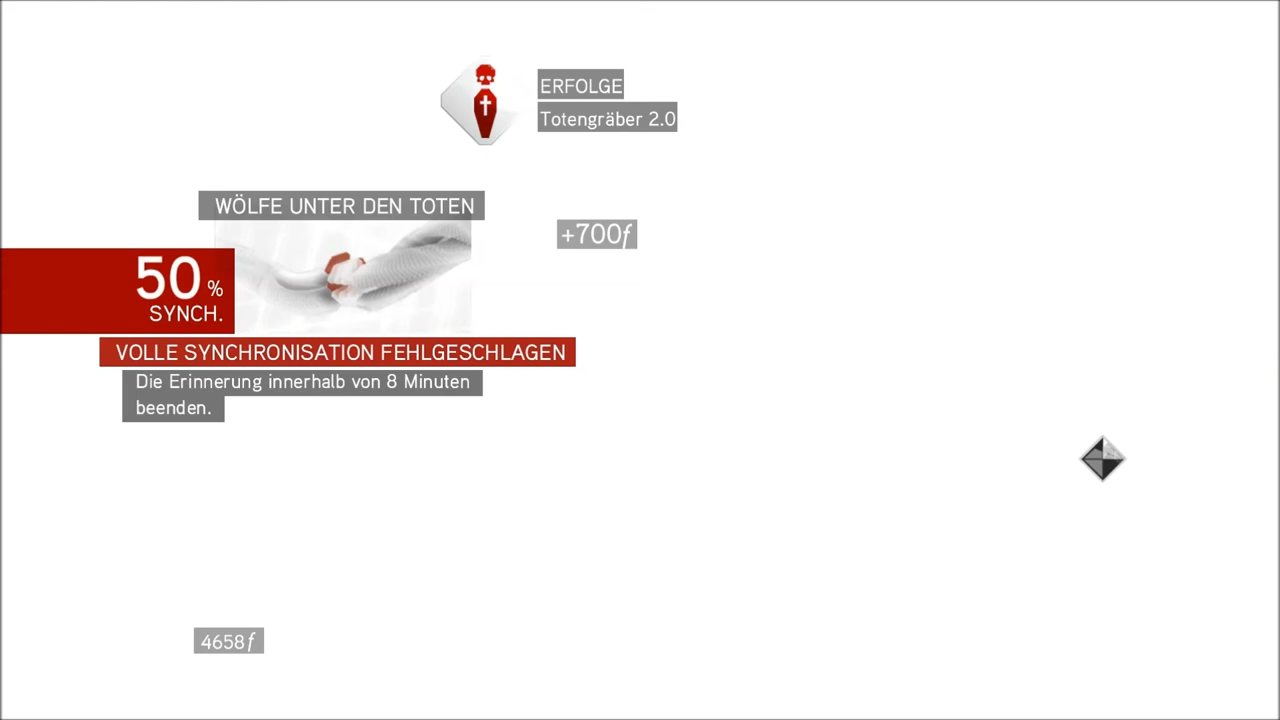 ERFOLGE
Totengräber 2.0
WÖLFE UNTER DEN TOTEN
+700ƒ
50 %
SYNCH.
VOLLE SYNCHRONISATION FEHLGESCHLAGEN
Die Erinnerung innerhalb von 8 Minuten
beenden.
4658ƒ